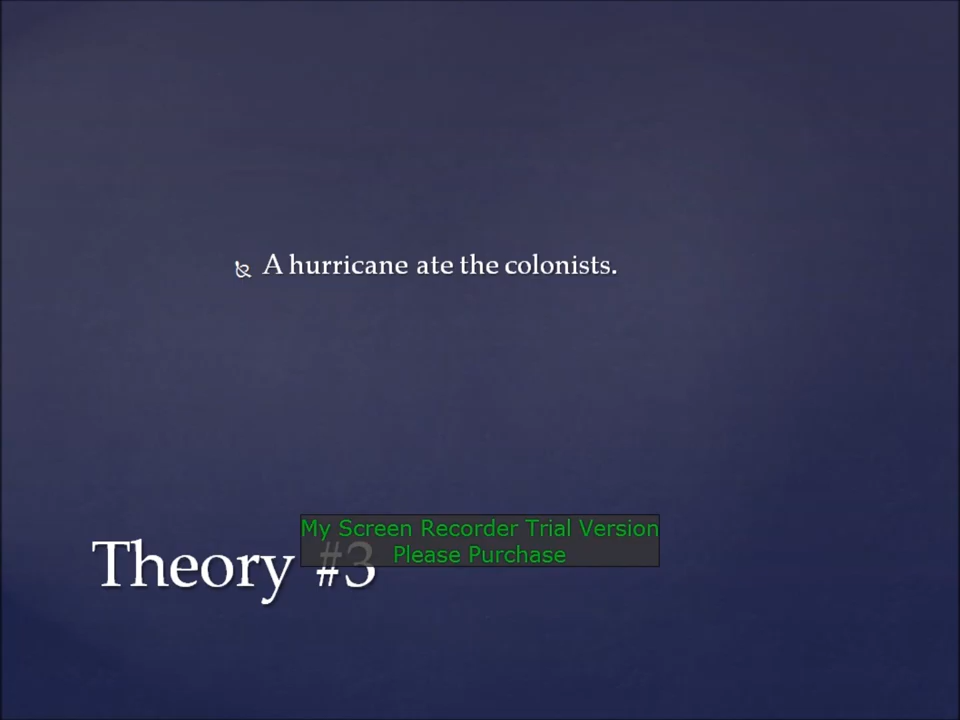 A hurricane ate the colonists.
My Screen Recorder Trial Version
Please Purchase
Theory #3